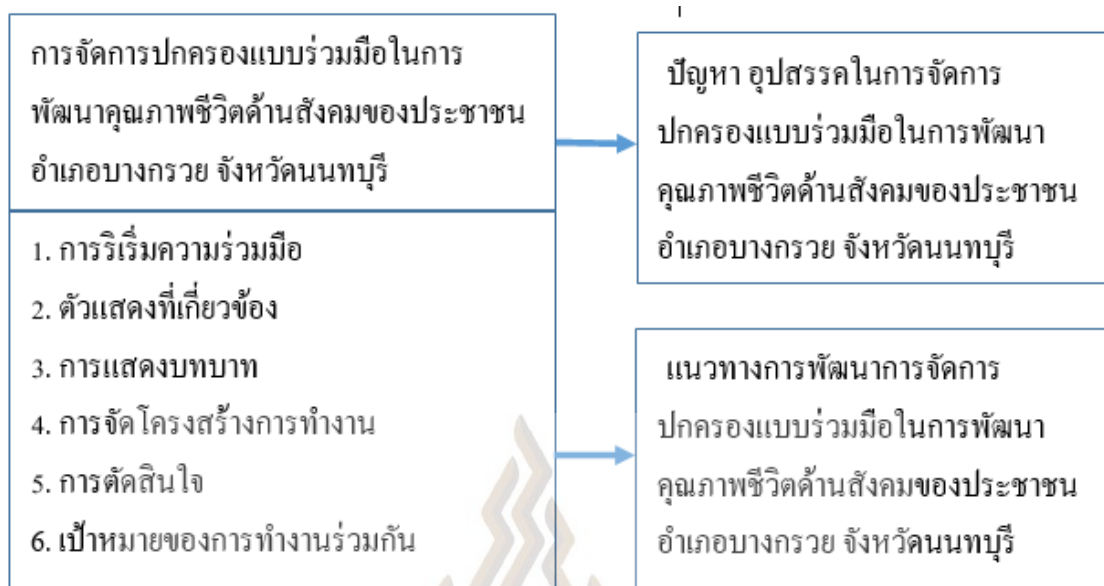 การจัดการปกครองแบบร่วมมือในการ
พัฒนาคุณภาพชีวิตด้านสังคมของประชาชน
อำเภอบางกรวย จังหวัดนนทบุรี
1. การริเริ่มความร่วมมือ
2. ตัวแสดงที่เกี่ยวข้อง
3. การแสดงบทบาท
4. การจัดโครงสร้างการทำงาน
5. การตัดสินใจ
6. เป้าหมายของการทำงานร่วมกัน
ปัญหา อุปสรรคในการจัดการ
ปกครองแบบร่วมมือในการพัฒนา
คุณภาพชีวิตด้านสังคมของประชาชน
อำเภอบางกรวย จังหวัดนนทบุรี
แนวทางการพัฒนาการจัดการ
ปกครองแบบร่วมมือในการพัฒนา
คุณภาพชีวิตด้านสังคมของประชาชน
อำเภอบางกรวย จังหวัดนนทบุรี